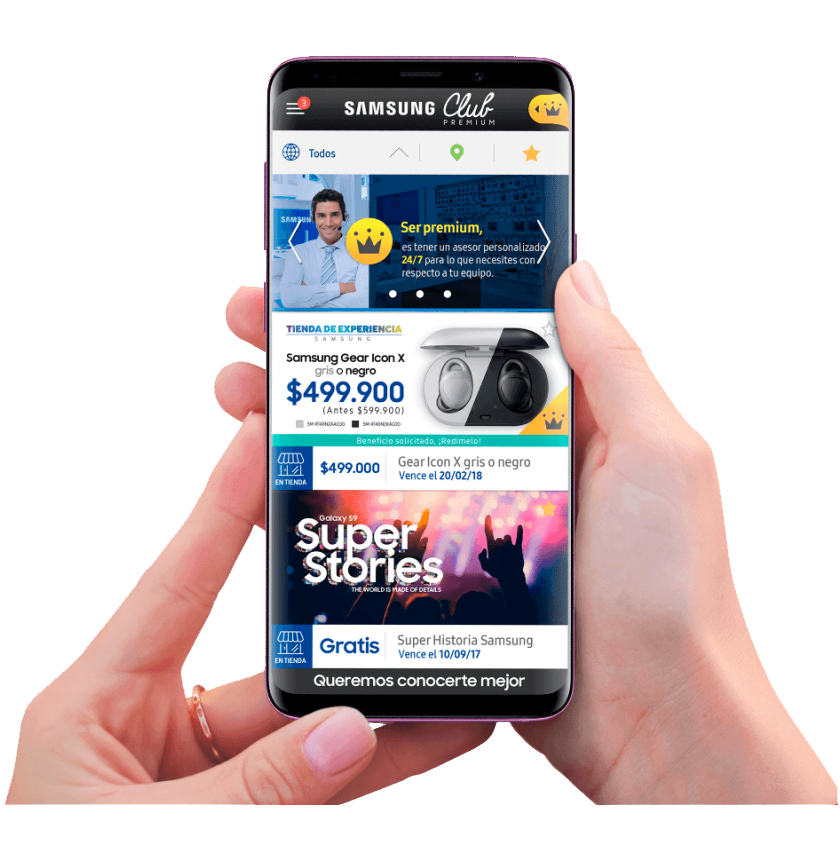 3
SAMSUNG Club
PREMIUM
Todos
SAMSUN
Ser premium,
es tener un asesor personalizado
24/7 para lo que necesites con
respecto a tu equipo.
TIENDA DE EXPERIENCIA
SAMSUNG
Samsung Gear Icon X
gris o negro
$499.900
(Antes $599.900)
Beneficio solicitado, ¡Redímelo!
EN TIENDA
$499.000
Gear Icon X gris o negro
Vence el 20/02/18
Galaxy S9
Super
Stories
THE WORLD IS MADE OF DETAILS
EN TIENDA
Gratis
Super Historia Samsung
Vence el 10/09/17
Queremos conocerte mejor